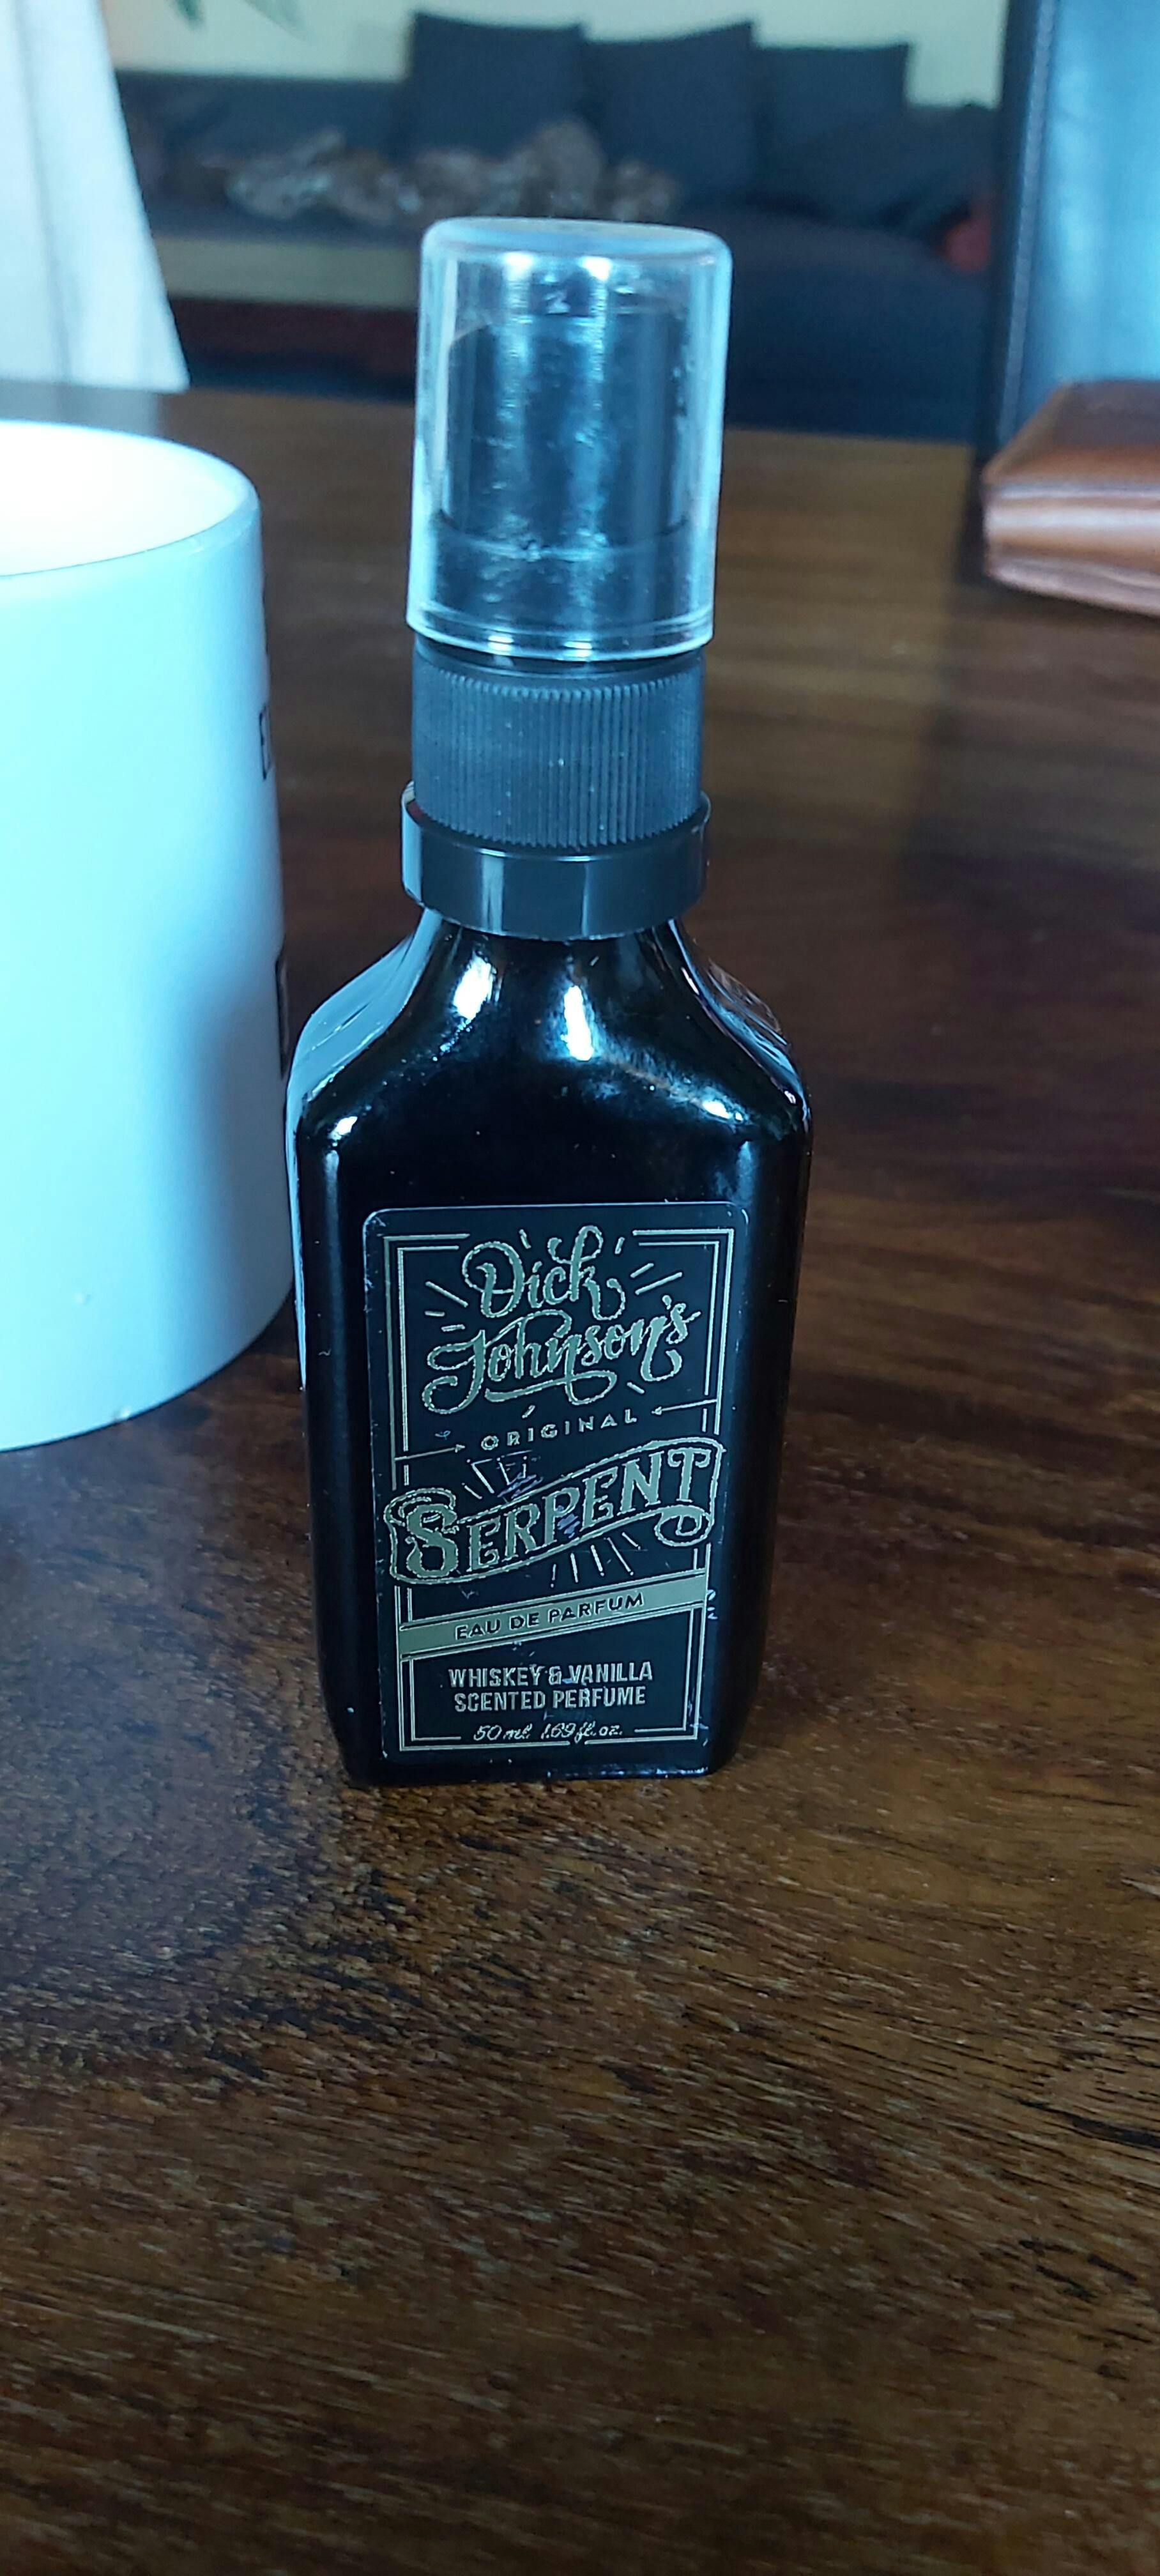 Dick
Johnson's
ORIGINAL
SERPENT
EAU DE PARFUM
WHISKEY & VANILLA
SCENTED PERFUME
50 ml 1.69 fl. oz.